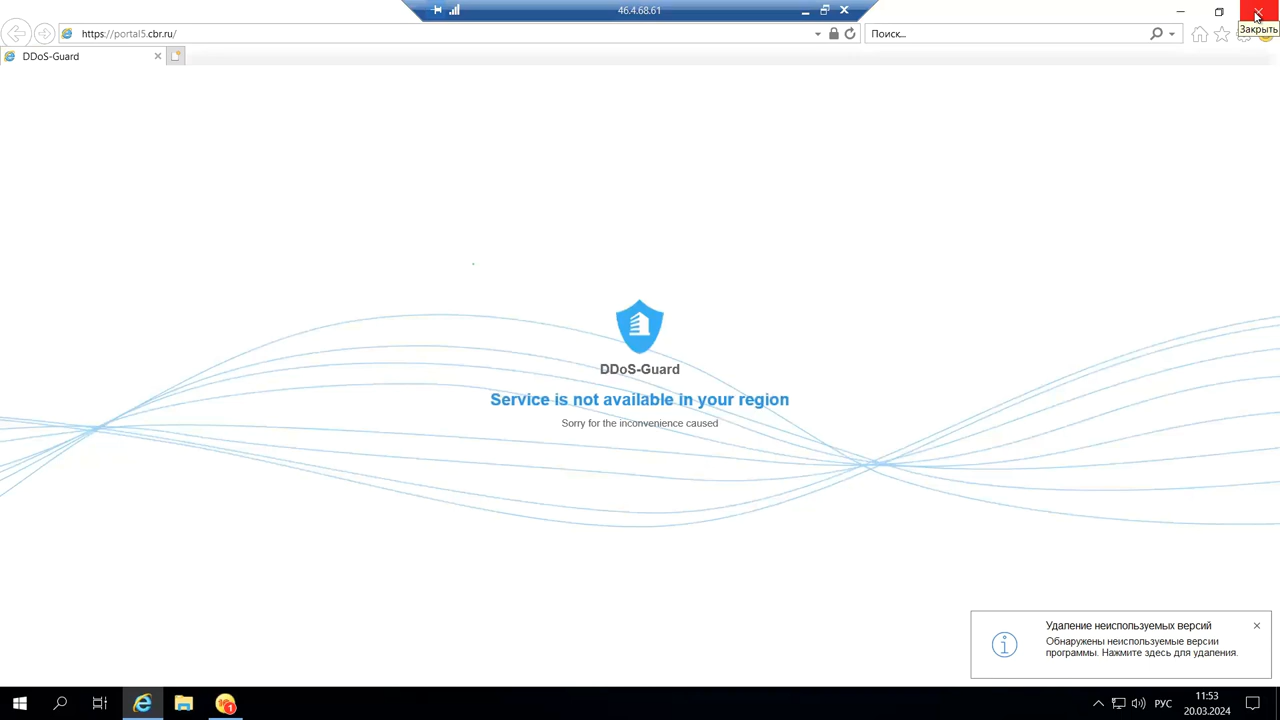 46.4.68.61
https://portal5.cbr.ru/
Поиск...
Закрыть
DDoS-Guard
DDoS-Guard
Service is not available in your region
Sorry for the inconvenience caused
Удаление неиспользуемых версий
Обнаружены неиспользуемые версии
программы. Нажмите здесь для удаления.
1
РУС
11:53
20.03.2024